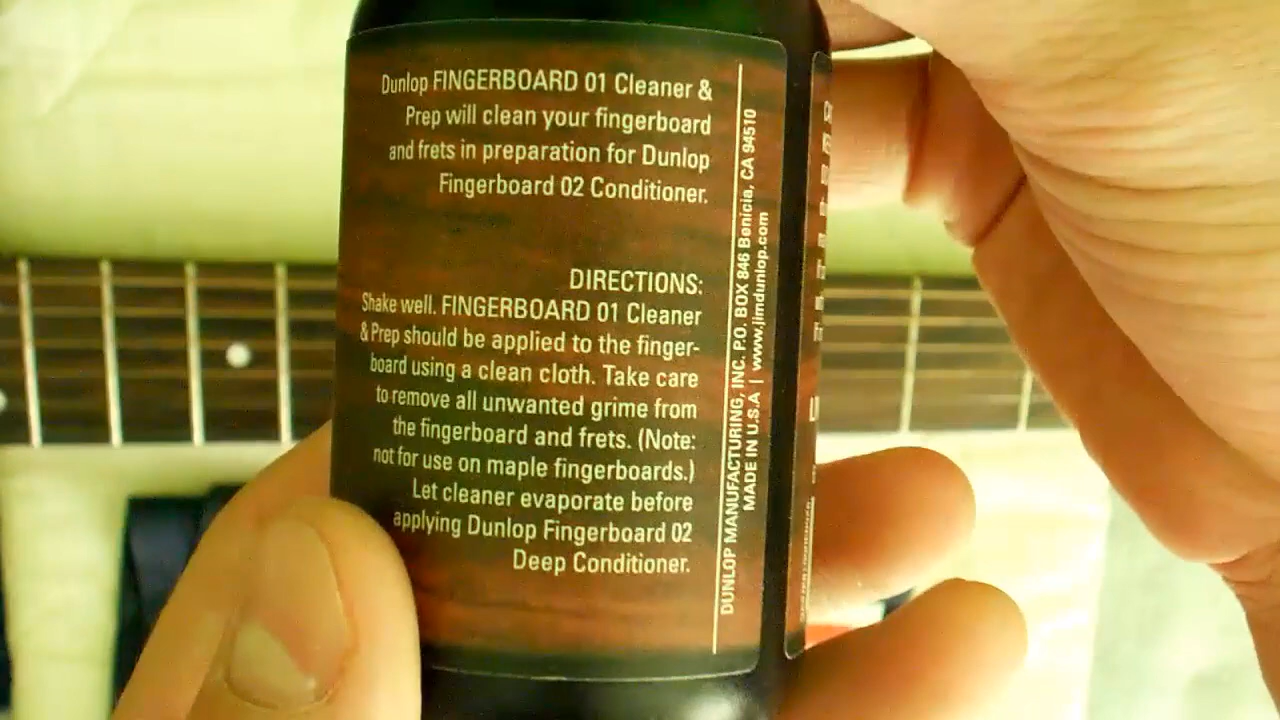 Dunlop FINGERBOARD 01 Cleaner &
Prep will clean your fingerboard
and frets in preparation for Dunlop
Fingerboard 02 Conditioner.
DIRECTIONS:
Shake well. FINGERBOARD 01 Cleaner
& Prep should be applied to the finger-
board using a clean cloth. Take care
to remove all unwanted grime from
the fingerboard and frets. (Note:
not for use on maple fingerboards.)
Let cleaner evaporate before
applying Dunlop Fingerboard 02
Deep Conditioner.
DUNLOP MANUFACTURING, INC. P.O. BOX 846 Benicia, CA 94510
MADE IN U.S.A | www.jimdunlop.com